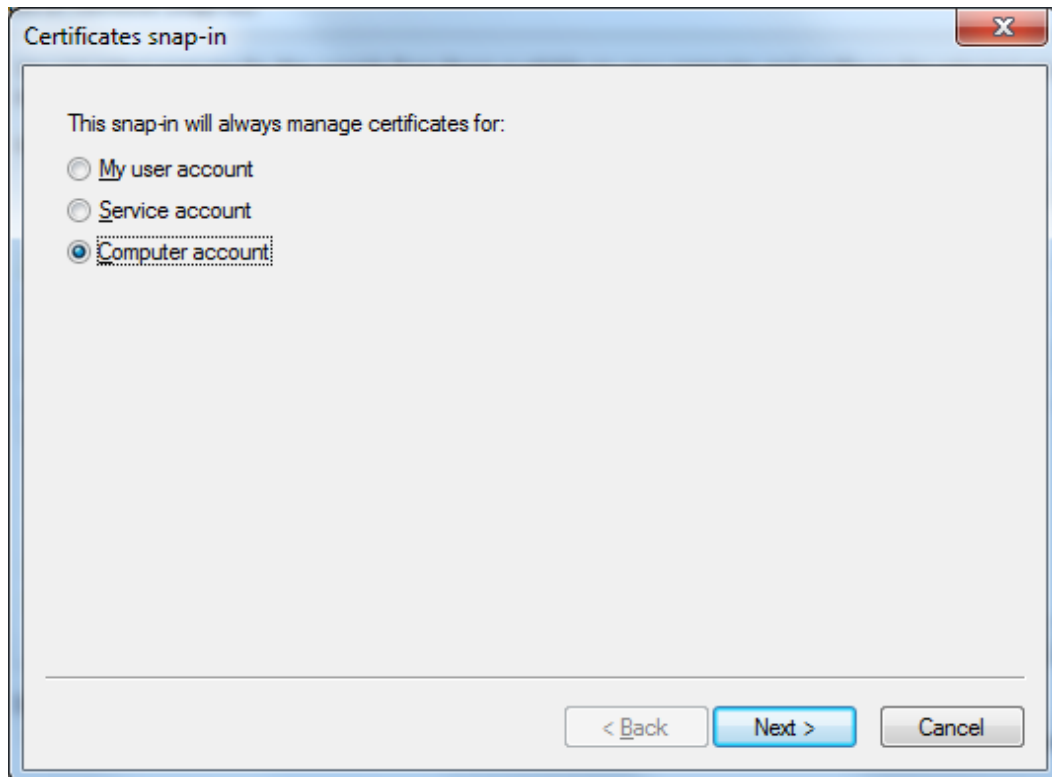 Certificates snap-in
This snap-in will always manage certificates for:
My user account
Service account
Computer account
< Back
Next >
Cancel